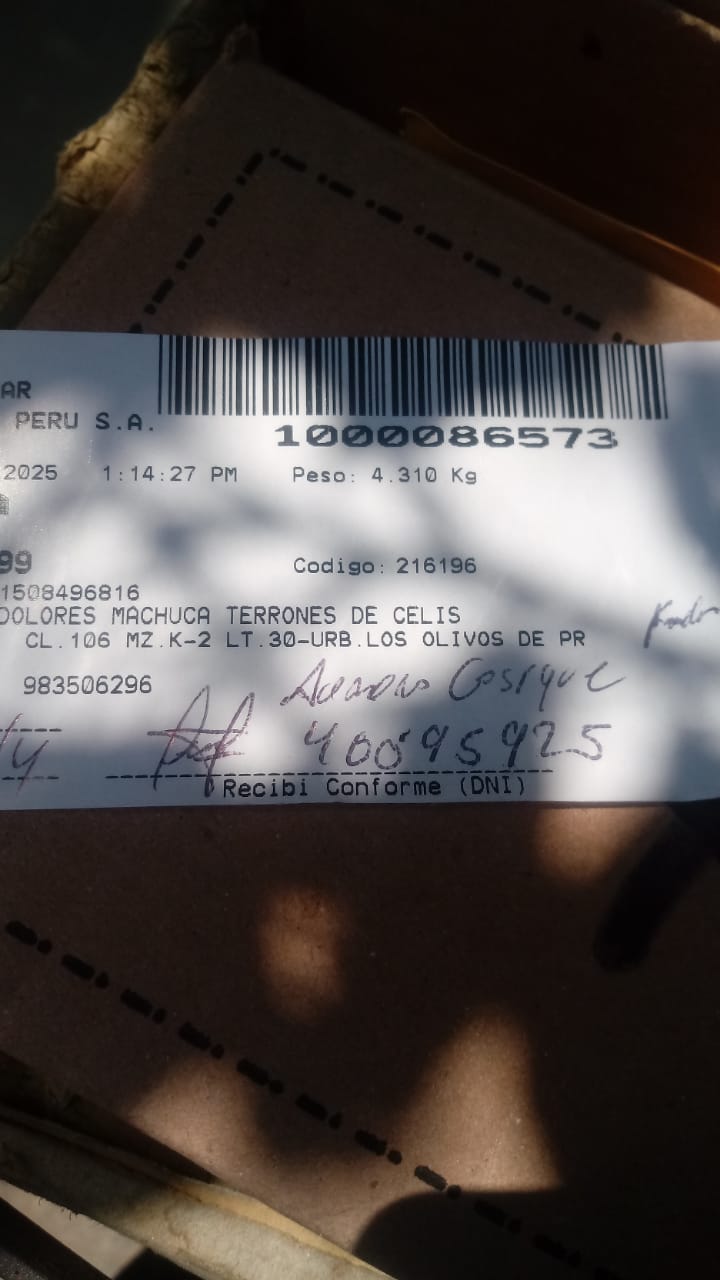 AR
PERU S.A.
1000086573
2025 1:14:27 PM Peso: 4.310 Kg
99 Codigo: 216196
1508496816
DOLORES MACHUCA TERRONES DE CELIS
CL.106 MZ.K-2 LT.30-URB.LOS OLIVOS DE PR
983506296
40095925
Recibi Conforme (DNI)